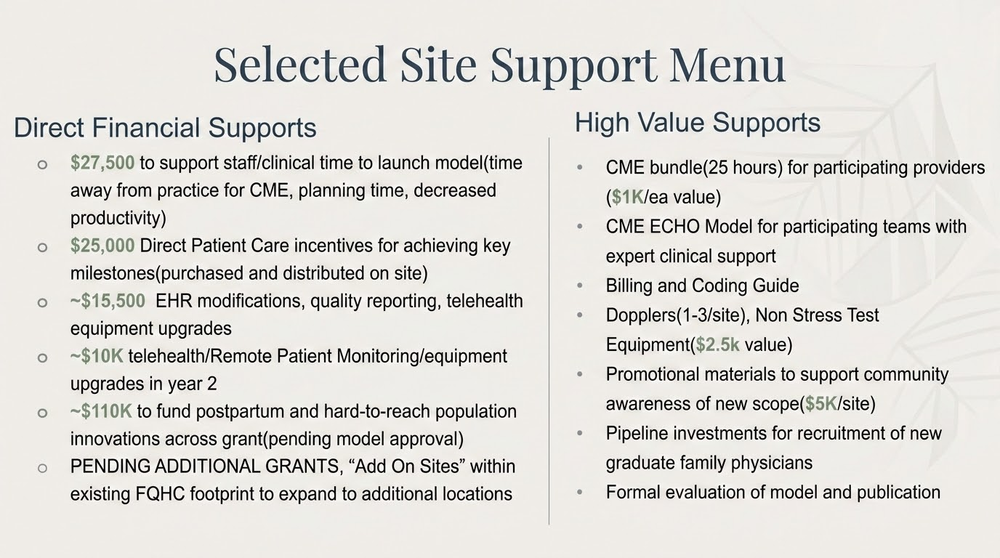 Selected Site Support Menu
Direct Financial Supports
$27,500 to support staff/clinical time to launch model(time
away from practice for CME, planning time, decreased
productivity)
$25,000 Direct Patient Care incentives for achieving key
milestones(purchased and distributed on site)
~$15,500 EHR modifications, quality reporting, telehealth
equipment upgrades
~$10K telehealth/Remote Patient Monitoring/equipment
upgrades in year 2
~$110K to fund postpartum and hard-to-reach population
innovations across grant(pending model approval)
PENDING ADDITIONAL GRANTS, “Add On Sites” within
existing FQHC footprint to expand to additional locations
High Value Supports
CME bundle(25 hours) for participating providers
($1K/ea value)
CME ECHO Model for participating teams with
expert clinical support
Billing and Coding Guide
Dopplers(1-3/site), Non Stress Test
Equipment($2.5k value)
Promotional materials to support community
awareness of new scope($5K/site)
Pipeline investments for recruitment of new
graduate family physicians
Formal evaluation of model and publication